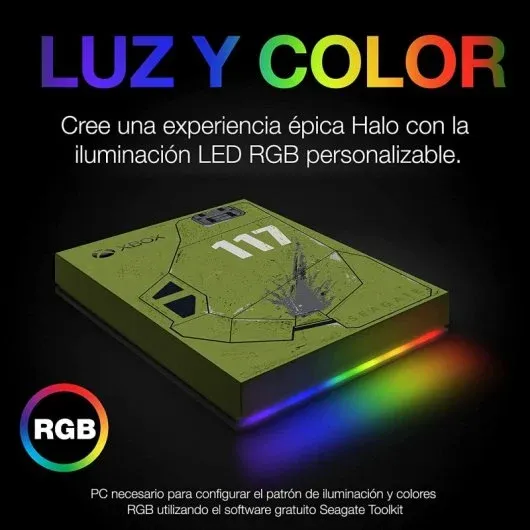 LUZ Y COLOR
Cree una experiencia épica Halo con la
iluminación LED RGB personalizable.
XBOX
117
SEAGATE
RGB
PC necesario para configurar el patrón de iluminación y colores
RGB utilizando el software gratuito Seagate Toolkit